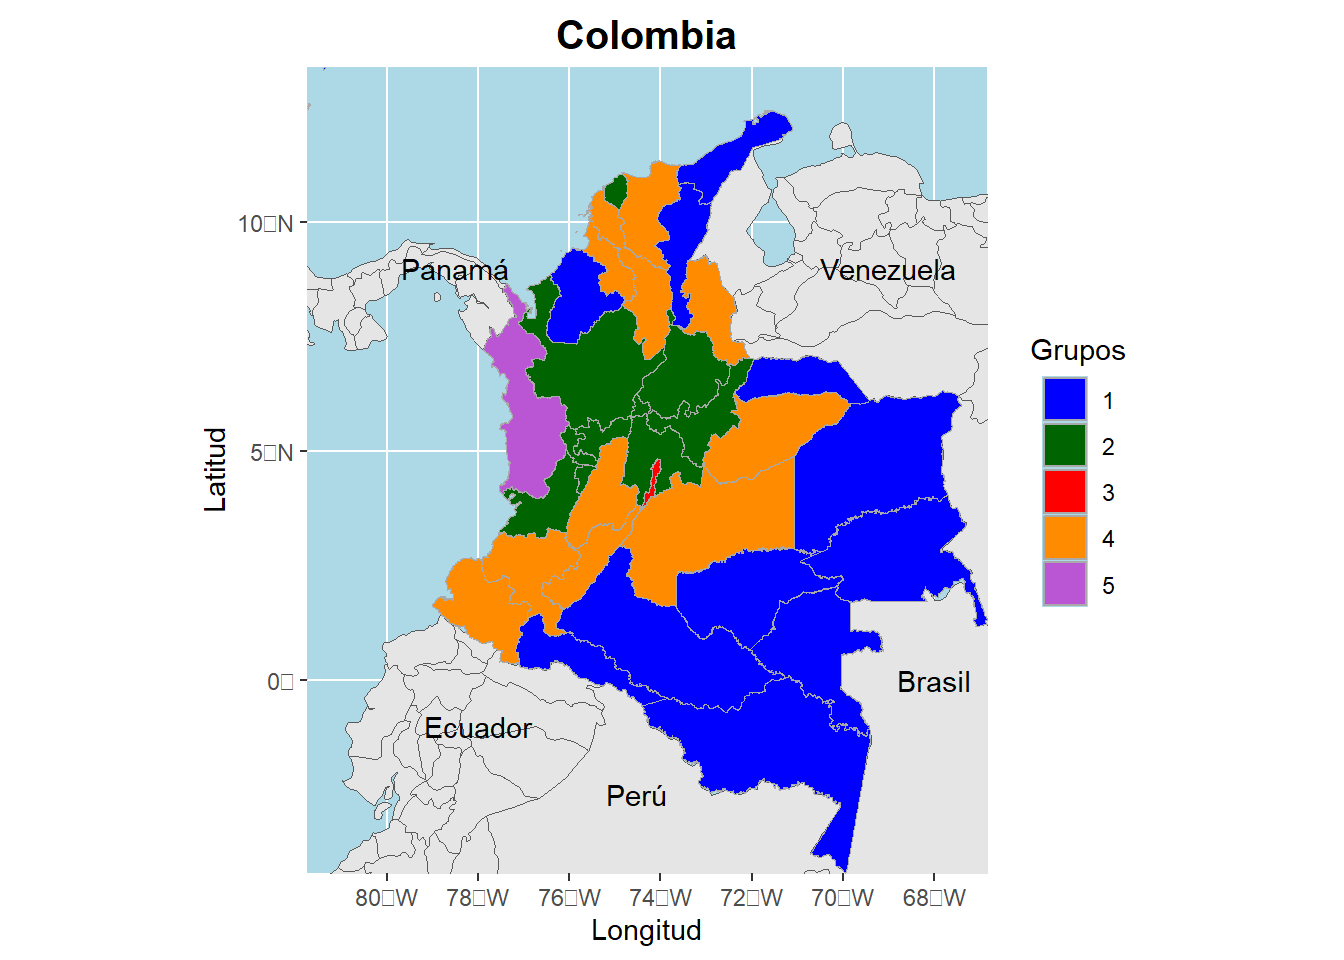 Colombia
Panamá
Venezuela
Brasil
Ecuador
Perú
10□N
5□N
0□
80□W 78□W 76□W 74□W 72□W 70□W 68□W
Longitud
Latitud
Grupos
1
2
3
4
5